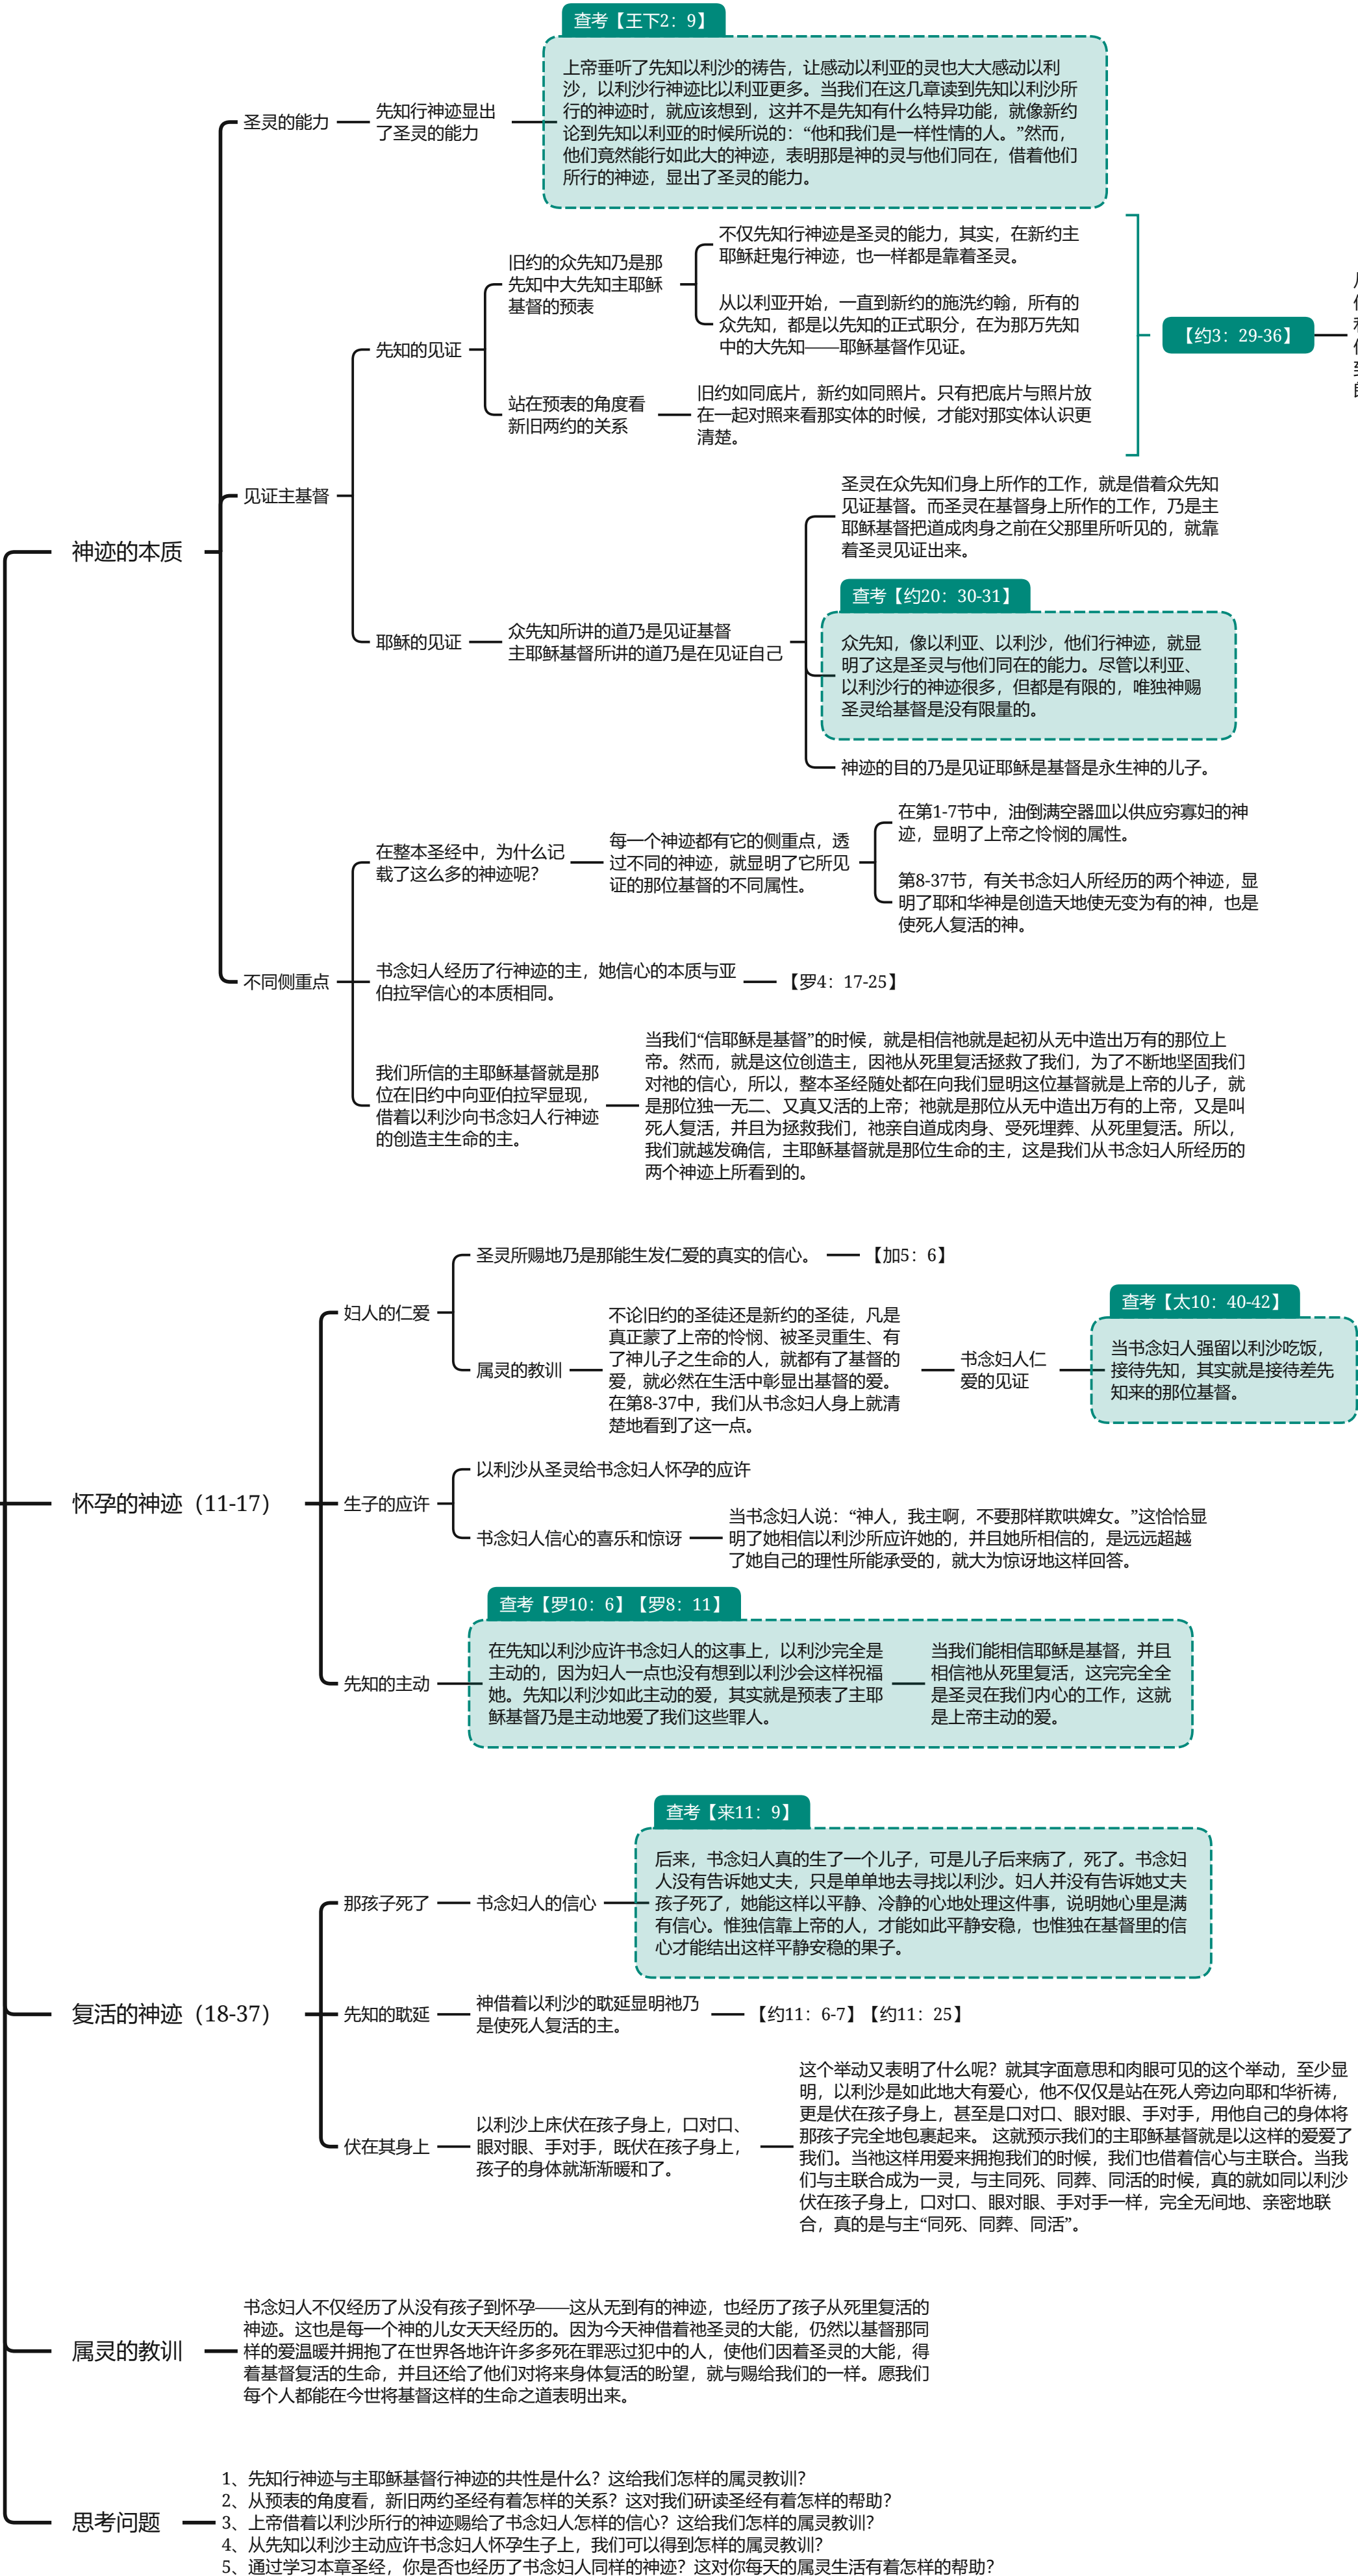 查考【王下2：9】
上帝垂听了先知以利沙的祷告，让感动以利亚的灵也大大感动以利
沙，以利沙行神迹比以利亚更多。当我们在这几章读到先知以利沙所
行的神迹时，就应该想到，这并不是先知有什么特异功能，就像新约
论到先知以利亚的时候所说的：“他和我们是一样性情的人。”然而，
他们竟然能行如此大的神迹，表明那是神的灵与他们同在，借着他们
所行的神迹，显出了圣灵的能力。
圣灵的能力
先知行神迹显出
了圣灵的能力
旧约的众先知乃是那
先知中大先知主耶稣
基督的预表
不仅先知行神迹是圣灵的能力，其实，在新约主
耶稣赶鬼行神迹，也一样都是靠着圣灵。
从以利亚开始，一直到新约的施洗约翰，所有的
众先知，都是以先知的正式职分，在为那万先知
中的大先知——耶稣基督作见证。
【约3：29-36】
先知的见证
站在预表的角度看
新旧两约的关系
旧约如同底片，新约如同照片。只有把底片与照片放
在一起对照来看那实体的时候，才能对那实体认识更
清楚。
见证主基督
圣灵在众先知们身上所作的工作，就是借着众先知
见证基督。而圣灵在基督身上所作的工作，乃是主
耶稣基督把道成肉身之前在父那里所听见的，就靠
着圣灵见证出来。
神迹的本质
查考【约20：30-31】
耶稣的见证
众先知所讲的道乃是见证基督
主耶稣基督所讲的道乃是在见证自己
众先知，像以利亚、以利沙，他们行神迹，就显
明了这是圣灵与他们同在的能力。尽管以利亚、
以利沙行的神迹很多，但都是有限的，唯独神赐
圣灵给基督是没有限量的。
神迹的目的乃是见证耶稣是基督是永生神的儿子。
在整本圣经中，为什么记
载了这么多的神迹呢？
每一个神迹都有它的侧重点，透
过不同的神迹，就显明了它所见
证的那位基督的不同属性。
在第1-7节中，油倒满空器皿以供应穷寡妇的神
迹，显明了上帝之怜悯的属性。
第8-37节，有关书念妇人所经历的两个神迹，显
明了耶和华神是创造天地使无变为有的神，也是
使死人复活的神。
不同侧重点
书念妇人经历了行神迹的主，她信心的本质与亚
伯拉罕信心的本质相同。
【罗4：17-25】
我们所信的主耶稣基督就是那
位在旧约中向亚伯拉罕显现，
借着以利沙向书念妇人行神迹
的创造主生命的主。
当我们“信耶稣是基督”的时候，就是相信祂就是起初从无中造出万有的那位上
帝。然而，就是这位创造主，因祂从死里复活拯救了我们，为了不断地坚固我们
对祂的信心，所以，整本圣经随处都在向我们显明这位基督就是上帝的儿子，就
是那位独一无二、又真又活的上帝；祂就是那位从无中造出万有的上帝，又是叫
死人复活，并且为拯救我们，祂亲自道成肉身、受死埋葬、从死里复活。所以，
我们就越发确信，主耶稣基督就是那位生命的主，这是我们从书念妇人所经历的
两个神迹上所看到的。
圣灵所赐地乃是那能生发仁爱的真实的信心。
【加5：6】
妇人的仁爱
属灵的教训
不论旧约的圣徒还是新约的圣徒，凡是
真正蒙了上帝的怜悯、被圣灵重生、有
了神儿子之生命的人，就都有了基督的
爱，就必然在生活中彰显出基督的爱。
在第8-37中，我们从书念妇人身上就清
楚地看到了这一点。
书念妇人仁
爱的见证
查考【太10：40-42】
当书念妇人强留以利沙吃饭，
接待先知，其实就是接待差先
知来的那位基督。
怀孕的神迹（11-17）
生子的应许
以利沙从圣灵给书念妇人怀孕的应许
书念妇人信心的喜乐和惊讶
当书念妇人说：“神人，我主啊，不要那样欺哄婢女。”这恰恰显
明了她相信以利沙所应许她的，并且她所相信的，是远远超越
了她自己的理性所能承受的，就大为惊讶地这样回答。
查考【罗10：6】【罗8：11】
先知的主动
在先知以利沙应许书念妇人的这事上，以利沙完全是
主动的，因为妇人一点也没有想到以利沙会这样祝福
她。先知以利沙如此主动的爱，其实就是预表了主耶
稣基督乃是主动地爱了我们这些罪人。
当我们能相信耶稣是基督，并且
相信祂从死里复活，这完完全全
是圣灵在我们内心的工作，这就
是上帝主动的爱。
查考【来11：9】
那孩子死了
书念妇人的信心
后来，书念妇人真的生了一个儿子，可是儿子后来病了，死了。书念妇
人没有告诉她丈夫，只是单单地去寻找以利沙。妇人并没有告诉她丈夫
孩子死了，她能这样以平静、冷静的心地处理这件事，说明她心里是满
有信心。惟独信靠上帝的人，才能如此平静安稳，也惟独在基督里的信
心才能结出这样平静安稳的果子。
复活的神迹（18-37）
先知的耽延
神借着以利沙的耽延显明祂乃
是使死人复活的主。
【约11：6-7】【约11：25】
伏在其身上
以利沙上床伏在孩子身上，口对口、
眼对眼、手对手，既伏在孩子身上，
孩子的身体就渐渐暖和了。
这个举动又表明了什么呢？就其字面意思和肉眼可见的这个举动，至少显
明，以利沙是如此地大有爱心，他不仅仅是站在死人旁边向耶和华祈祷，
更是伏在孩子身上，甚至是口对口、眼对眼、手对手，用他自己的身体将
那孩子完全地包裹起来。 这就预示我们的主耶稣基督就是以这样的爱爱了
我们。当祂这样用爱来拥抱我们的时候，我们也借着信心与主联合。当我
们与主联合成为一灵，与主同死、同葬、同活的时候，真的就如同以利沙
伏在孩子身上，口对口、眼对眼、手对手一样，完全无间地、亲密地联
合，真的是与主“同死、同葬、同活”。
属灵的教训
书念妇人不仅经历了从没有孩子到怀孕——这从无到有的神迹，也经历了孩子从死里复活的
神迹。这也是每一个神的儿女天天经历的。因为今天神借着祂圣灵的大能，仍然以基督那同
样的爱温暖并拥抱了在世界各地许许多多死在罪恶过犯中的人，使他们因着圣灵的大能，得
着基督复活的生命，并且还给了他们对将来身体复活的盼望，就与赐给我们的一样。愿我们
每个人都能在今世将基督这样的生命之道表明出来。
思考问题
1、先知行神迹与主耶稣基督行神迹的共性是什么？这给我们怎样的属灵教训？
2、从预表的角度看，新旧两约圣经有着怎样的关系？这对我们研读圣经有着怎样的帮助？
3、上帝借着以利沙所行的神迹赐给了书念妇人怎样的信心？这给我们怎样的属灵教训？
4、从先知以利沙主动应许书念妇人怀孕生子上，我们可以得到怎样的属灵教训？
5、通过学习本章圣经，你是否也经历了书念妇人同样的神迹？这对你每天的属灵生活有着怎样的帮助？